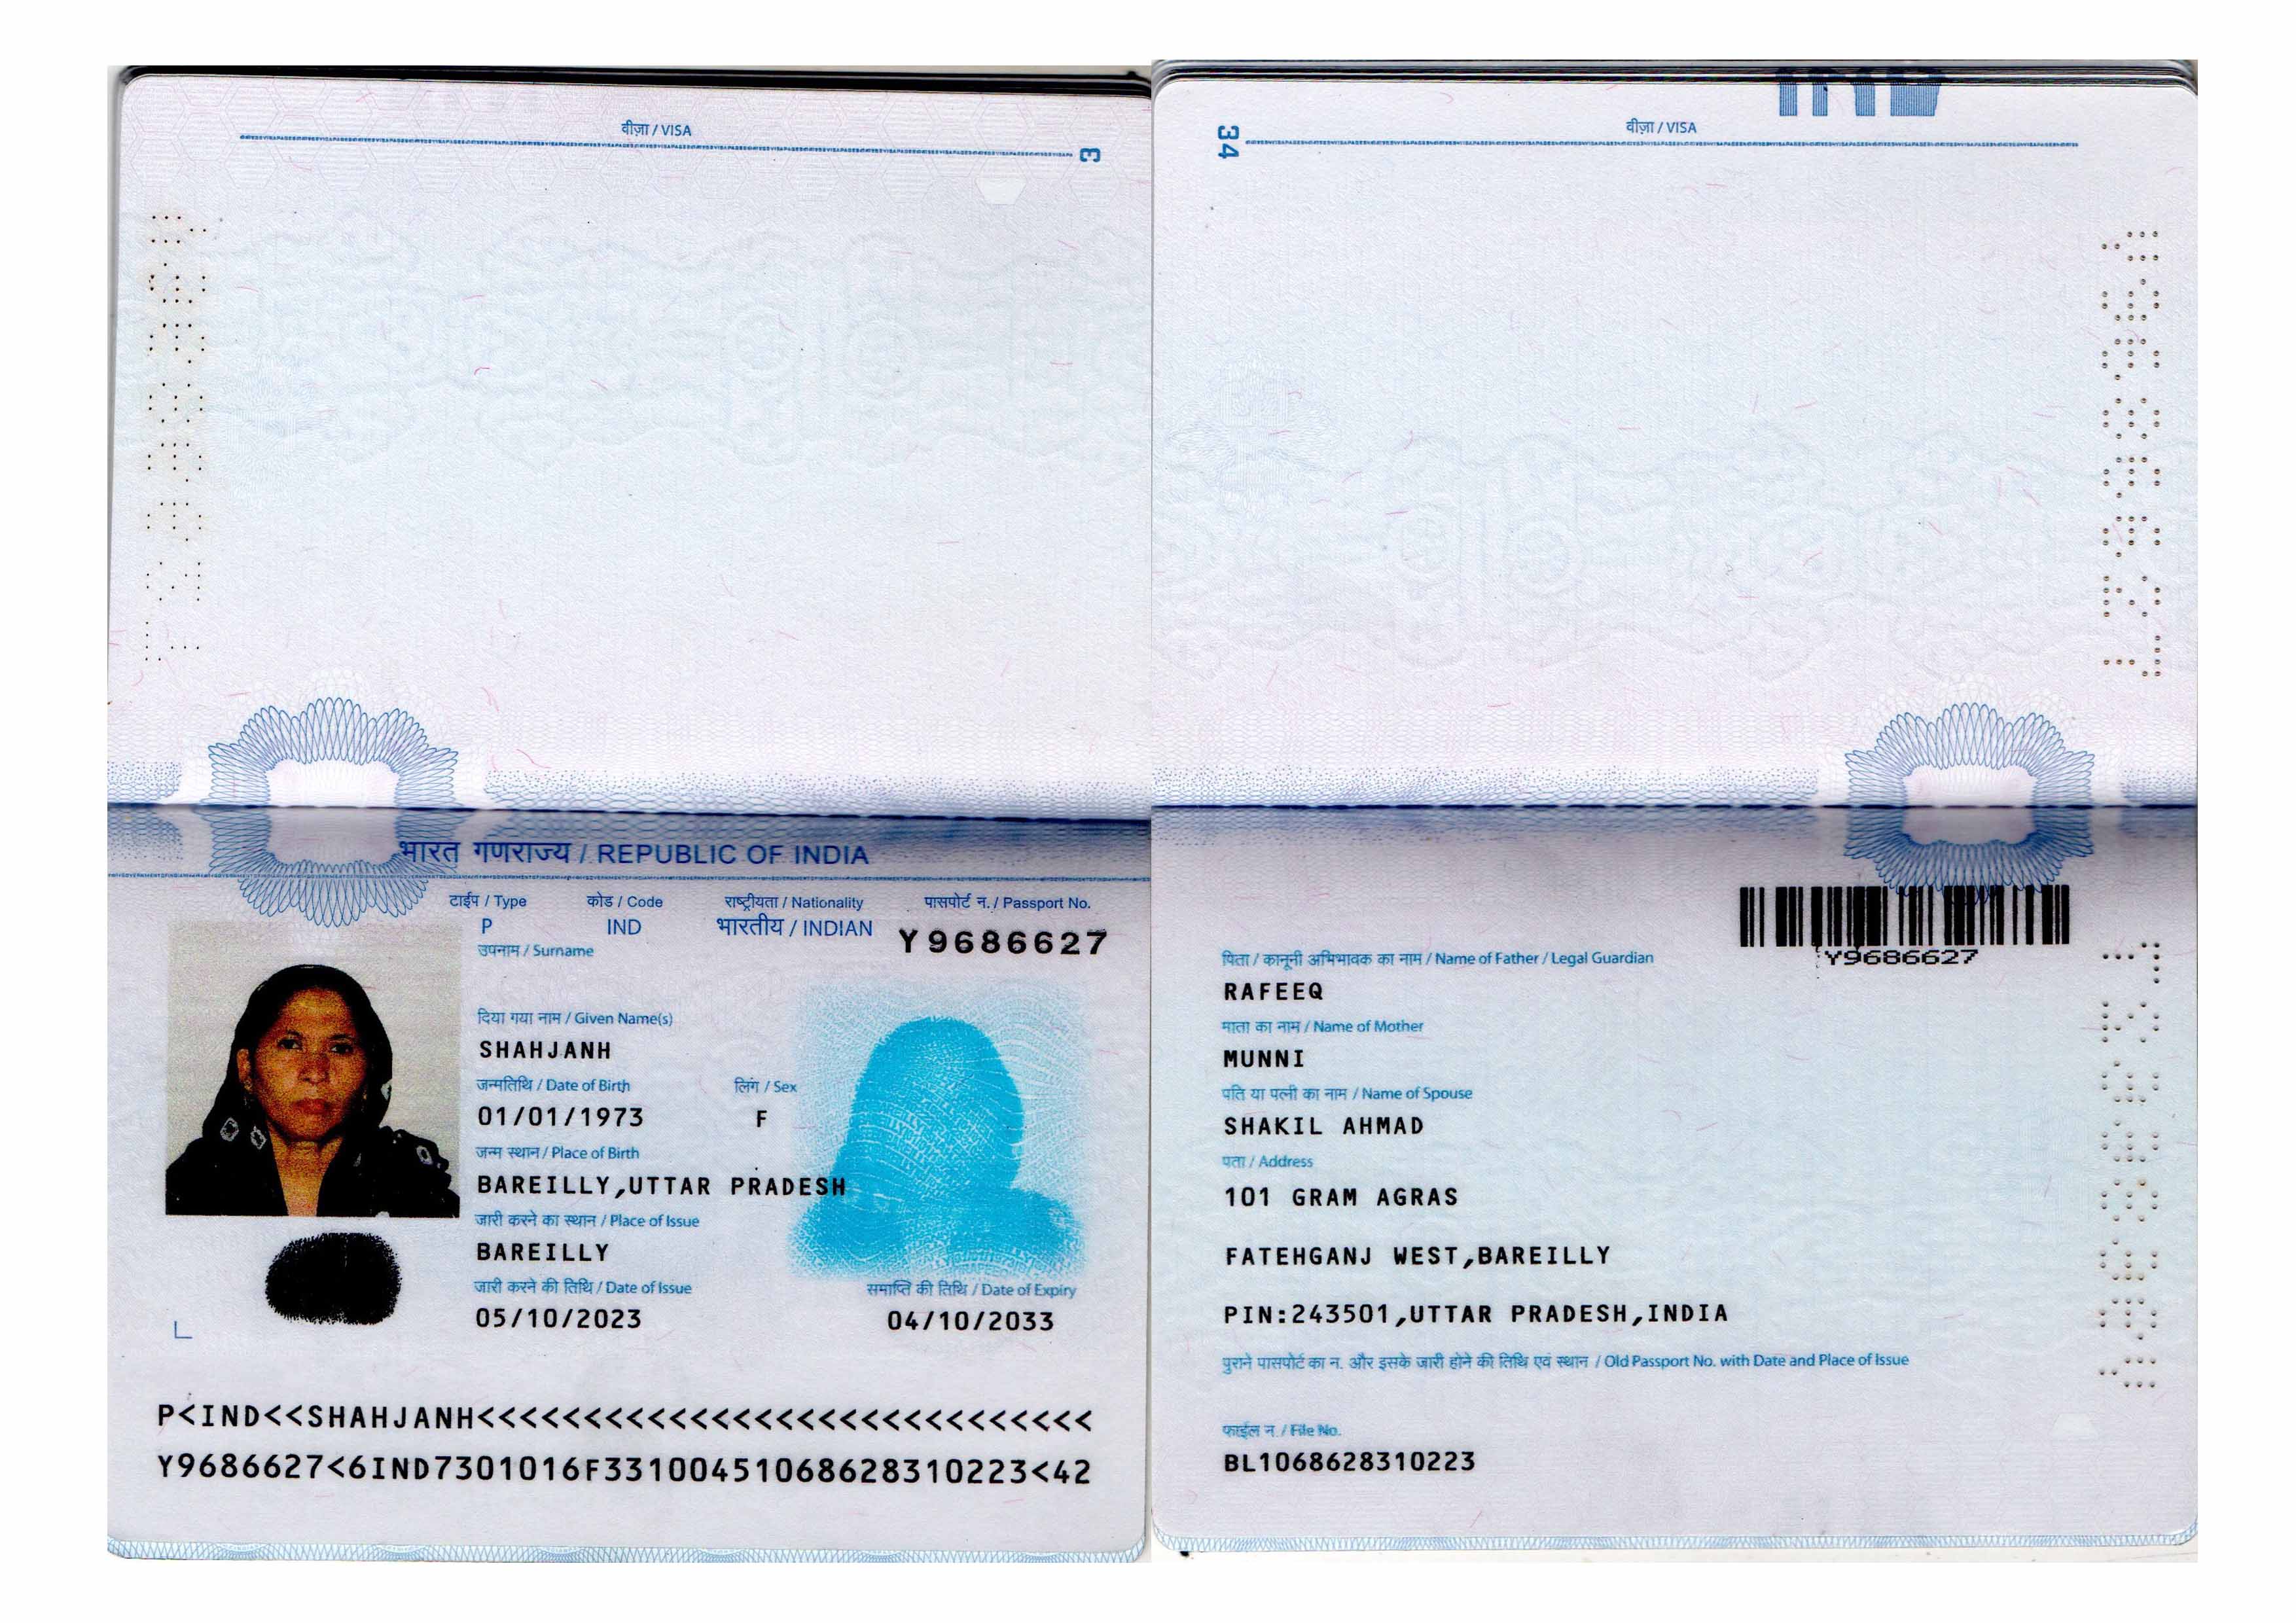 वीज़ा / VISA
3
भारत गणराज्य / REPUBLIC OF INDIA
टाईप / Type
कोड / Code
राष्ट्रीयता / Nationality
पासपोर्ट न. / Passport No.
P
IND
भारतीय / INDIAN
Y9686627
उपनाम / Surname
दिया गया नाम / Given Name(s)
SHAHJANH
जन्मतिथि / Date of Birth
लिंग / Sex
01/01/1973
F
जन्म स्थान / Place of Birth
BAREILLY,UTTAR PRADESH
जारी करने का स्थान / Place of Issue
BAREILLY
जारी करने की तिथि / Date of Issue
समाप्ति की तिथि / Date of Expiry
05/10/2023
04/10/2033
P<IND<<SHAHJANH<<<<<<<<<<<<<<<<<<<<<<<<<<<<<
Y9686627<6IND7301016F33100451068628310223<42
वीज़ा / VISA
34
IND
Y9686627
पिता / कानूनी अभिभावक का नाम / Name of Father / Legal Guardian
RAFEEQ
माता का नाम / Name of Mother
MUNNI
पति या पत्नी का नाम / Name of Spouse
SHAKIL AHMAD
पता / Address
101 GRAM AGRAS
FATEHGANJ WEST,BAREILLY
PIN:243501,UTTAR PRADESH,INDIA
पुराने पासपोर्ट का न. और इसके जारी होने की तिथि एवं स्थान / Old Passport No. with Date and Place of Issue
फाईल न. / File No.
BL1068628310223